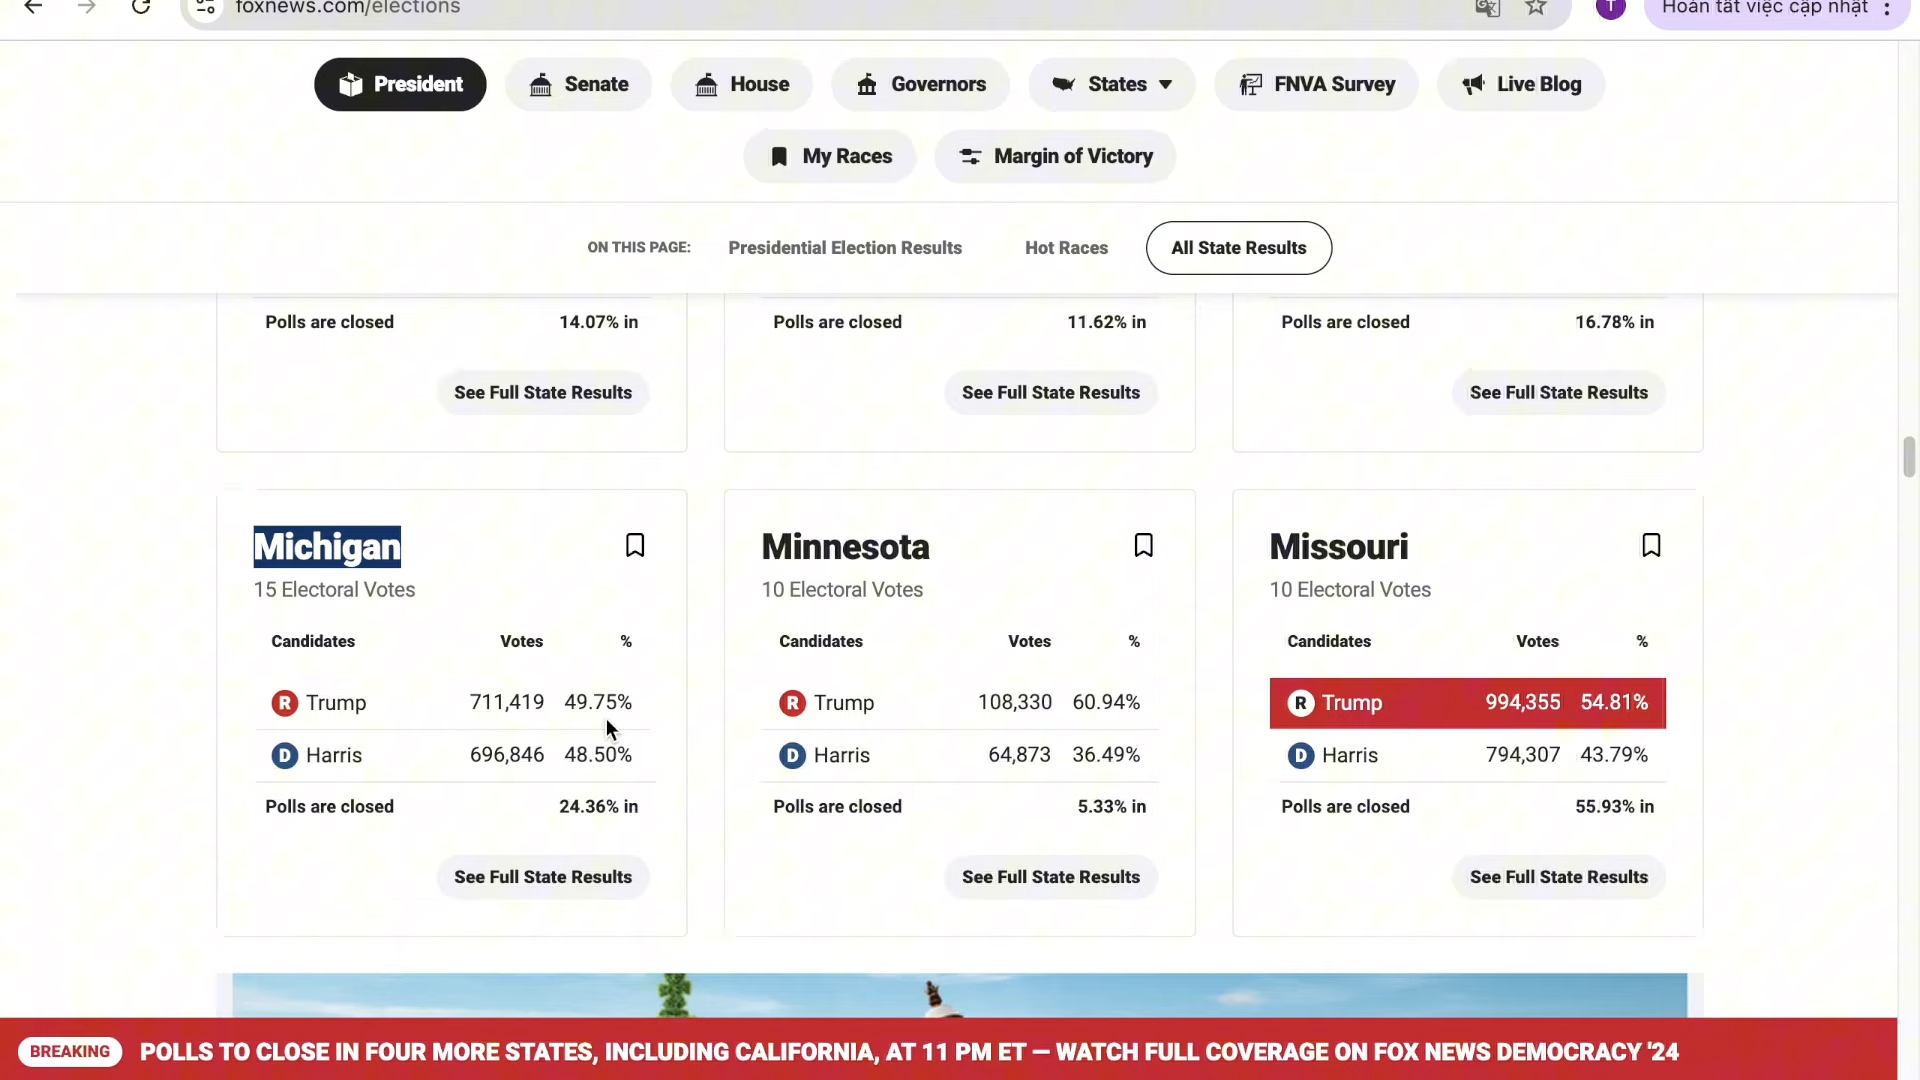 foxnews.com/elections
T
Hoàn tất việc cập nhật
President
Senate
House
Governors
States
FNVA Survey
Live Blog
My Races
Margin of Victory
ON THIS PAGE:
Presidential Election Results
Hot Races
All State Results
Polls are closed 14.07% in
See Full State Results
Polls are closed 11.62% in
See Full State Results
Polls are closed 16.78% in
See Full State Results
Michigan
15 Electoral Votes
Candidates Votes %
R Trump 711,419 49.75%
D Harris 696,846 48.50%
Polls are closed 24.36% in
See Full State Results
Minnesota
10 Electoral Votes
Candidates Votes %
R Trump 108,330 60.94%
D Harris 64,873 36.49%
Polls are closed 5.33% in
See Full State Results
Missouri
10 Electoral Votes
Candidates Votes %
R Trump 994,355 54.81%
D Harris 794,307 43.79%
Polls are closed 55.93% in
See Full State Results
BREAKING POLLS TO CLOSE IN FOUR MORE STATES, INCLUDING CALIFORNIA, AT 11 PM ET — WATCH FULL COVERAGE ON FOX NEWS DEMOCRACY '24